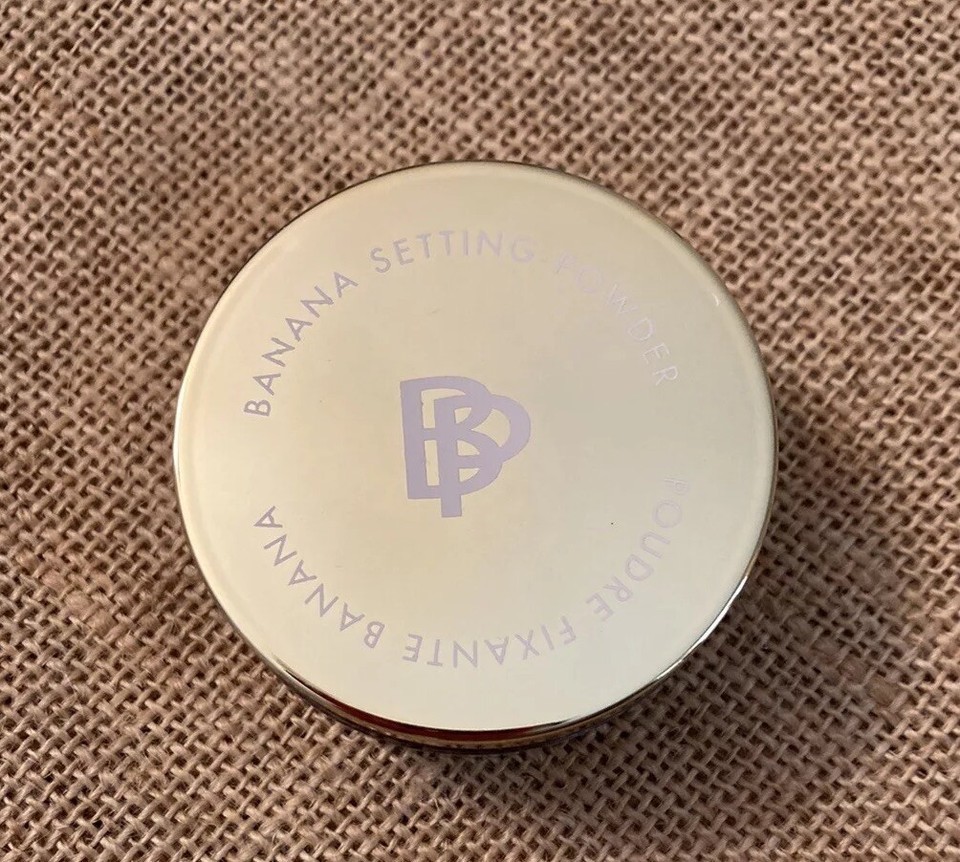 BANANA SETTING POWDER
BP
POUDRE FIXANTE BANANA